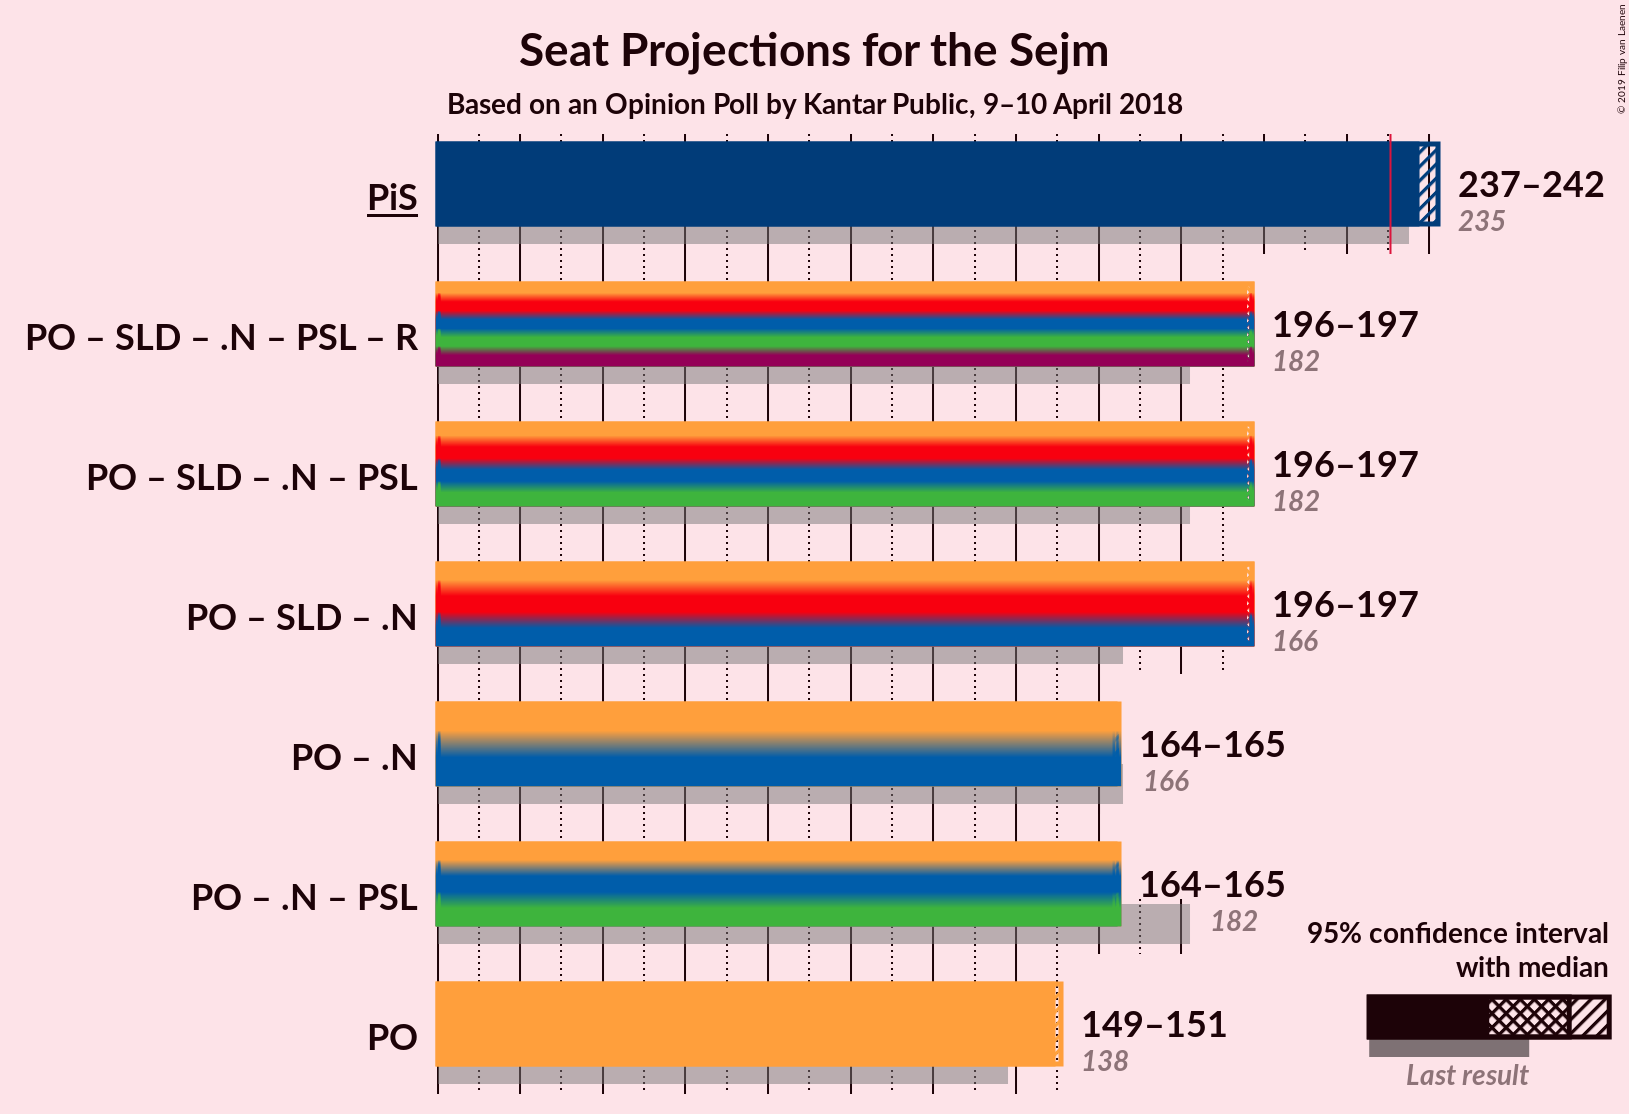 Seat Projections for the Sejm
Based on an Opinion Poll by Kantar Public, 9–10 April 2018
© 2019 Filip van Laenen
PiS
237–242
235
PO – SLD – .N – PSL – R
196–197
182
PO – SLD – .N – PSL
196–197
182
PO – SLD – .N
196–197
166
PO – .N
164–165
166
PO – .N – PSL
164–165
182
PO
149–151
138
95% confidence interval
with median
Last result